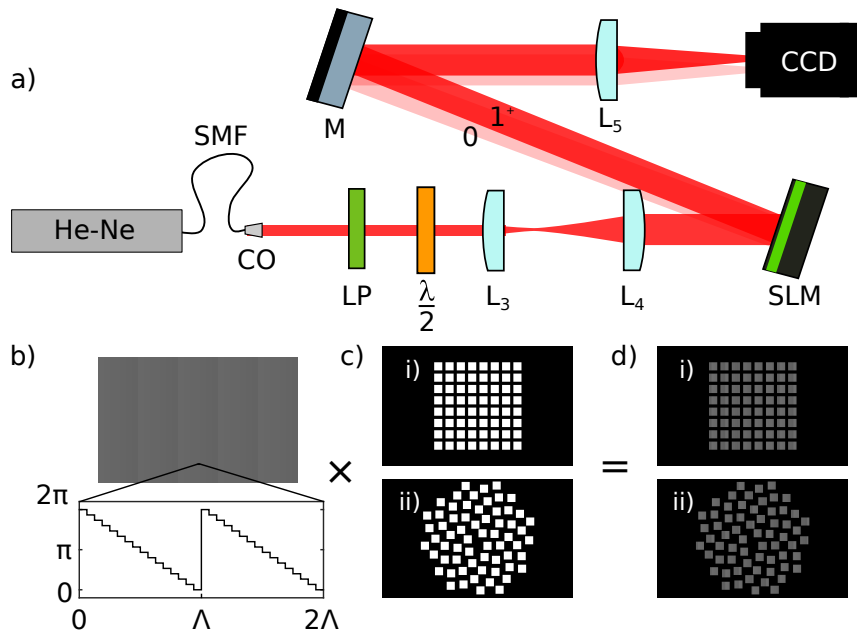 a)
SMF
He-Ne
CO
LP
λ/2
L₃
L₄
SLM
M
0
1⁺
L₅
CCD
b)
2π
π
0
0 Λ 2Λ
×
c)
i)
ii)
=
d)
i)
ii)